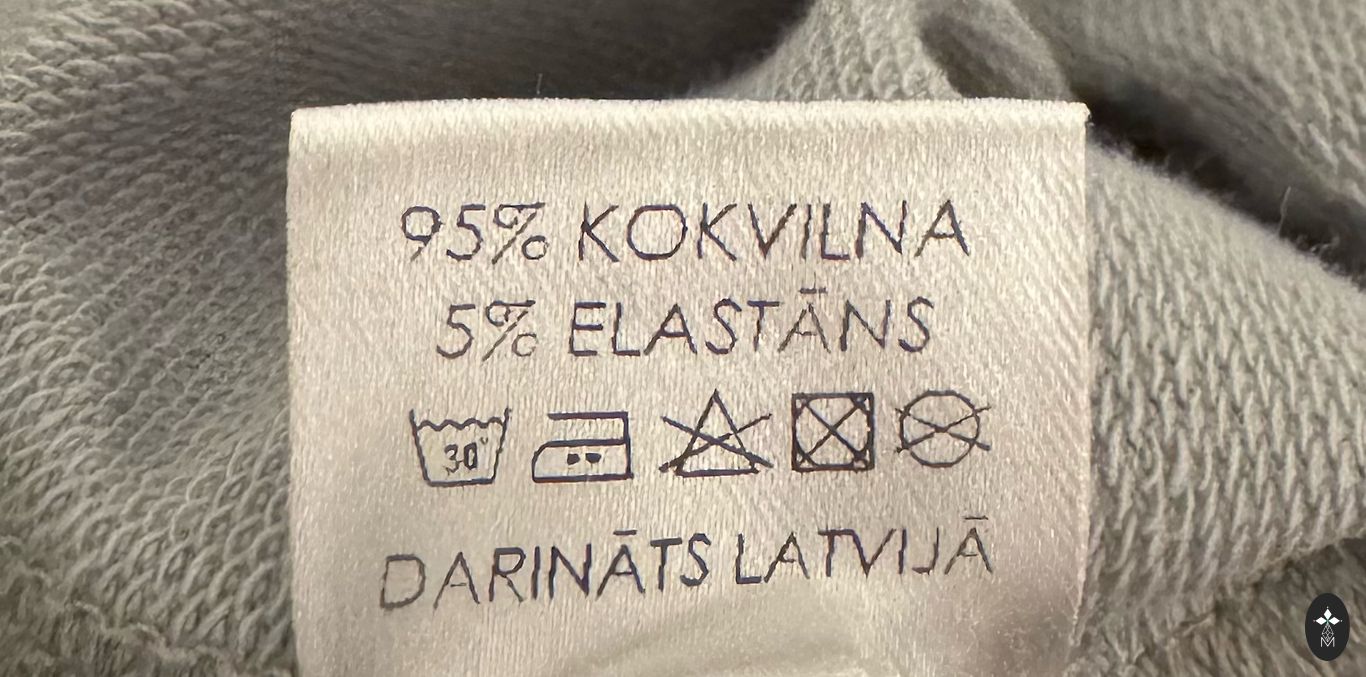 95% KOKVILNA
5% ELASTĀNS
30°
DARINĀTS LATVIJĀ
M